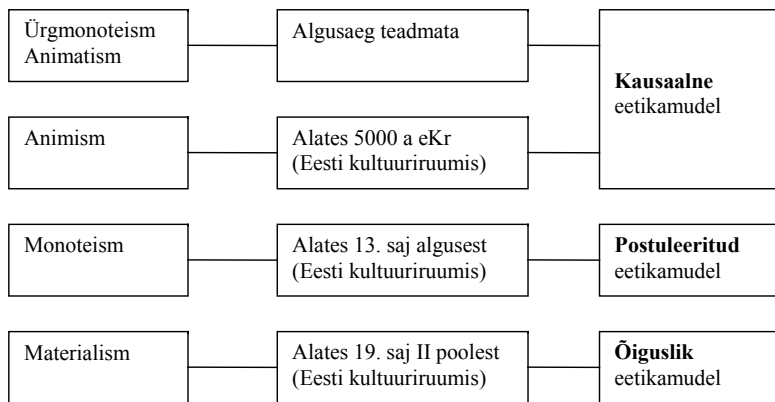 Ürgmonoteism
Animatism
Algusaeg teadmata
Kausaalne
eetikamudel
Animism
Alates 5000 a eKr
(Eesti kultuuriruumis)
Monoteism
Alates 13. saj algusest
(Eesti kultuuriruumis)
Postuleeritud
eetikamudel
Materialism
Alates 19. saj II poolest
(Eesti kultuuriruumis)
Õiguslik
eetikamudel